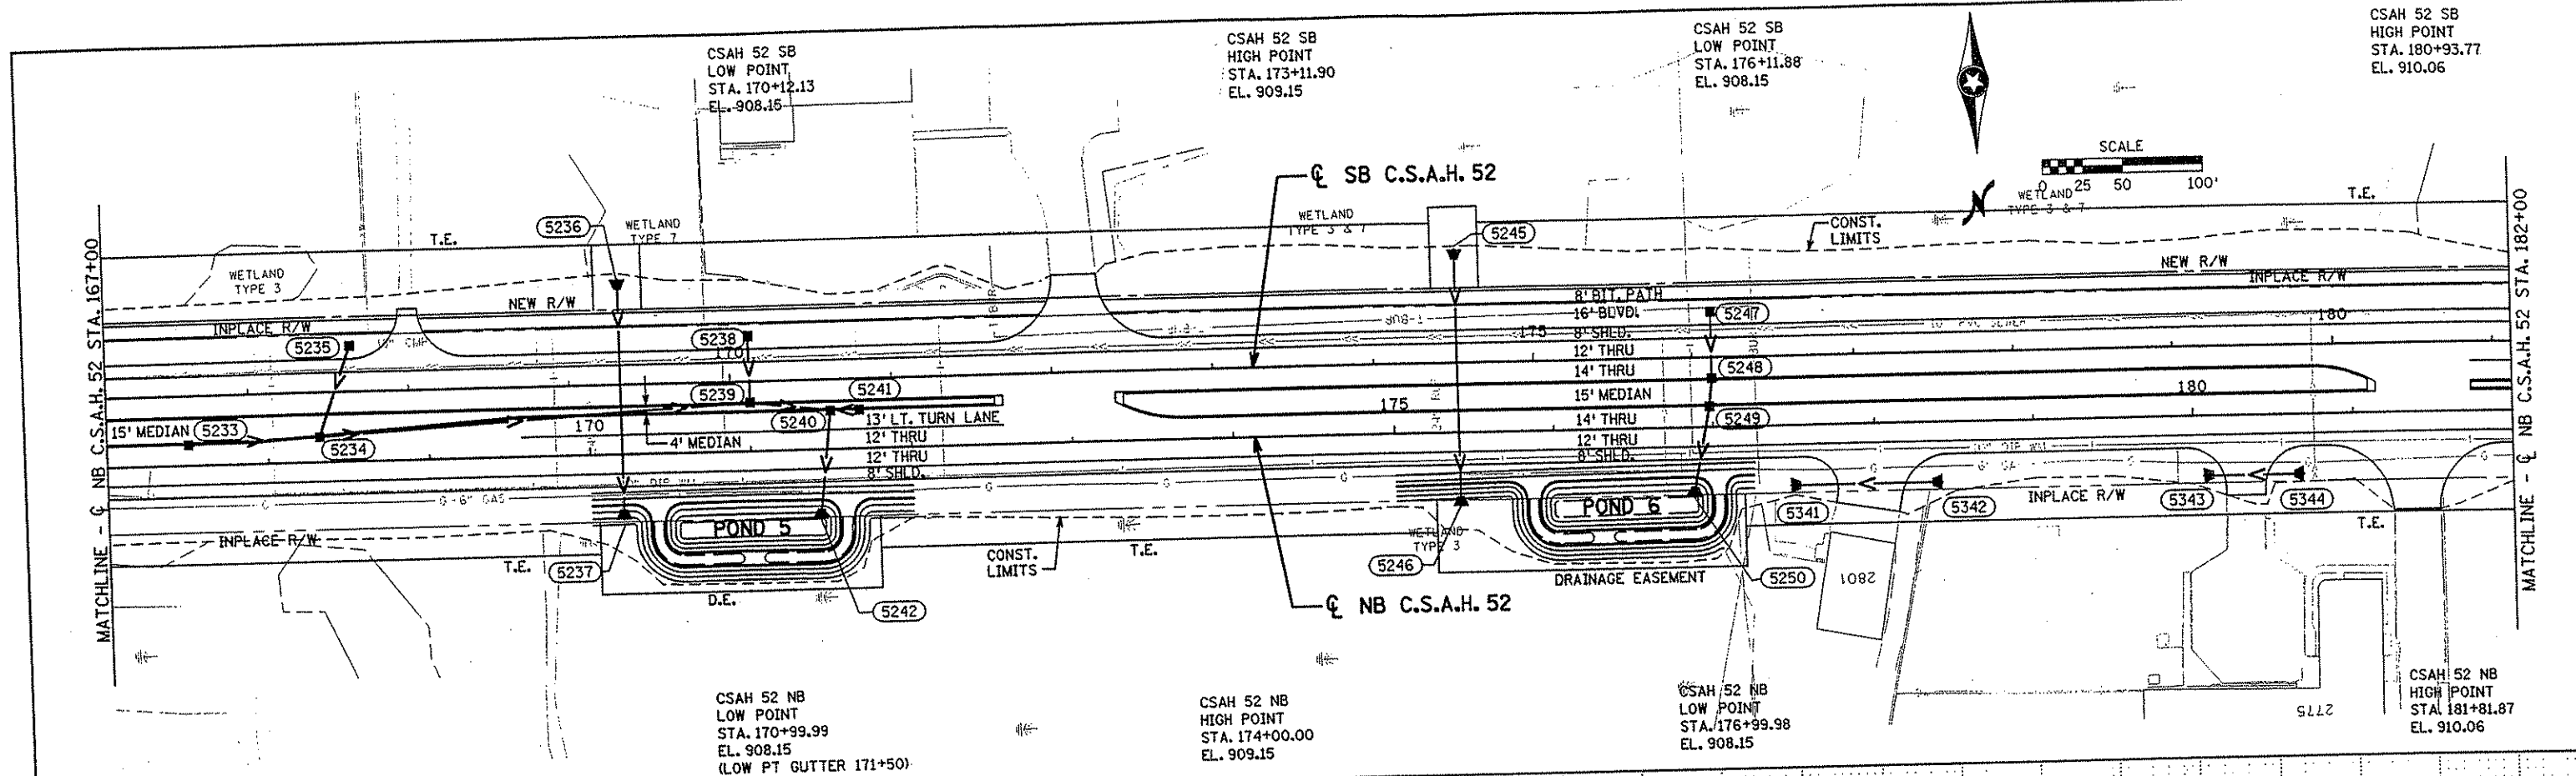 CSAH 52 SB
LOW POINT
STA. 170+12.13
EL. 908.15
CSAH 52 SB
HIGH POINT
STA. 173+11.90
EL. 909.15
CSAH 52 SB
LOW POINT
STA. 176+11.88
EL. 908.15
CSAH 52 SB
HIGH POINT
STA. 180+93.77
EL. 910.06
SCALE
0 25 50 100'
N
℄ SB C.S.A.H. 52
MATCHLINE - ℄ NB C.S.A.H. 52 STA. 167+00
MATCHLINE - ℄ NB C.S.A.H. 52 STA. 182+00
5236
WETLAND
TYPE 7
T.E.
WETLAND
TYPE 3
WETLAND
TYPE 3 & 7
5245
CONST.
LIMITS
WETLAND
TYPE 3 & 7
T.E.
NEW R/W
INPLACE R/W
NEW R/W
INPLACE R/W
5235
5238
170
8' BIT. PATH
16' BLVD.
8' SHLD.
12' THRU
14' THRU
15' MEDIAN
14' THRU
12' THRU
8' SHLD.
5247
175
180
5248
5239
5241
5240
13' LT. TURN LANE
12' THRU
12' THRU
8' SHLD.
175
180
5249
15' MEDIAN
5233
5234
170
4' MEDIAN
G-6" GAS
POND 5
POND 6
INPLACE R/W
T.E.
5237
D.E.
5242
CONST.
LIMITS
T.E.
WETLAND
TYPE 3
5246
DRAINAGE EASEMENT
5250
5341
5342
INPLACE R/W
5343
5344
T.E.
2801
℄ NB C.S.A.H. 52
CSAH 52 NB
LOW POINT
STA. 170+99.99
EL. 908.15
(LOW PT GUTTER 171+50)
CSAH 52 NB
HIGH POINT
STA. 174+00.00
EL. 909.15
CSAH 52 NB
LOW POINT
STA. 176+99.98
EL. 908.15
2775
CSAH 52 NB
HIGH POINT
STA. 181+81.87
EL. 910.06